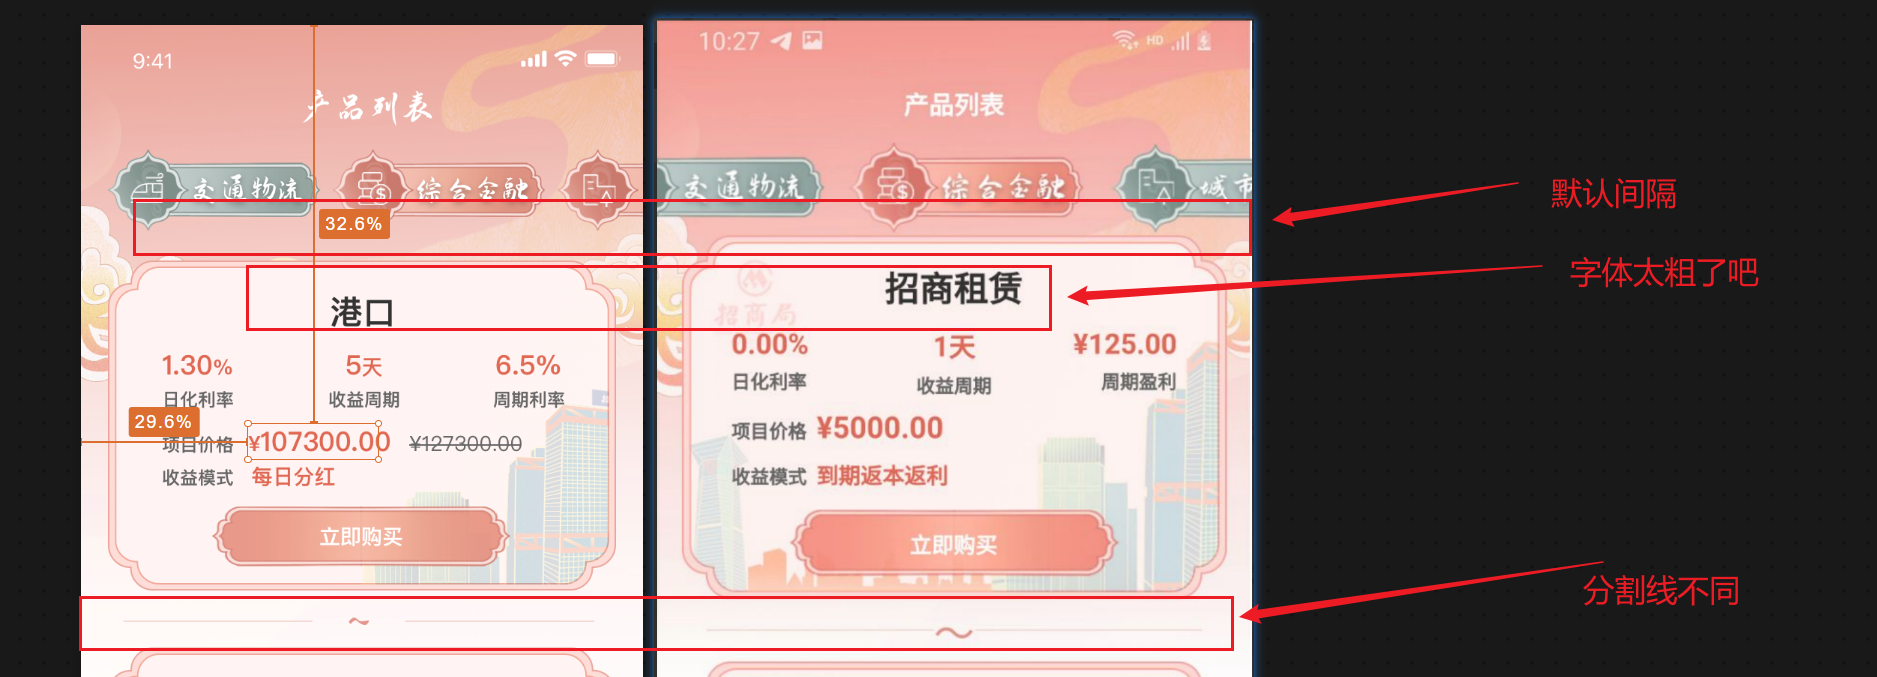 9:41
产品列表
交通物流
综合金融
32.6%
港口
1.30%
5天
6.5%
日化利率
收益周期
周期利率
29.6%
项目价格
¥107300.00
¥127300.00
收益模式
每日分红
立即购买
~
10:27
HD
产品列表
交通物流
综合金融
城市
招商局
招商租赁
0.00%
1天
¥125.00
日化利率
收益周期
周期盈利
项目价格
¥5000.00
收益模式
到期返本返利
立即购买
~
默认间隔
字体太粗了吧
分割线不同